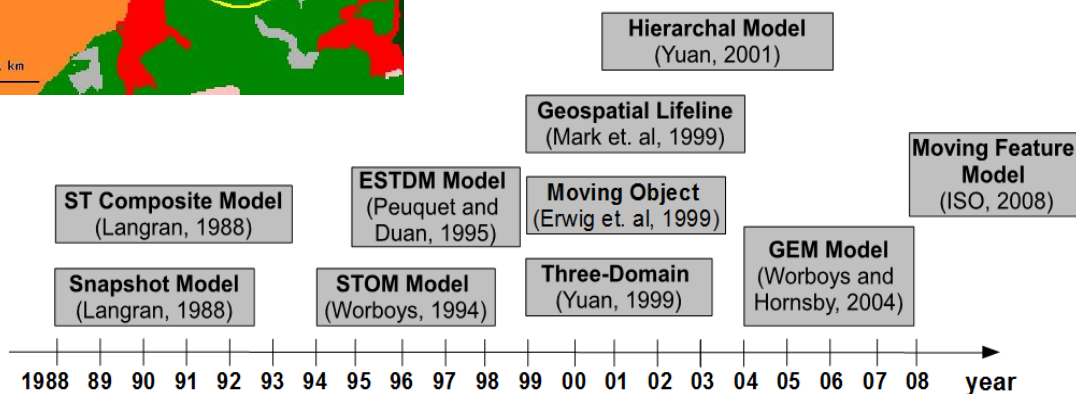 km
Hierarchal Model
(Yuan, 2001)
Geospatial Lifeline
(Mark et. al, 1999)
Moving Feature
Model
(ISO, 2008)
ESTDM Model
(Peuquet and
Duan, 1995)
Moving Object
(Erwig et. al, 1999)
ST Composite Model
(Langran, 1988)
GEM Model
(Worboys and
Hornsby, 2004)
Three-Domain
(Yuan, 1999)
Snapshot Model
(Langran, 1988)
STOM Model
(Worboys, 1994)
1988 89 90 91 92 93 94 95 96 97 98 99 00 01 02 03 04 05 06 07 08 year